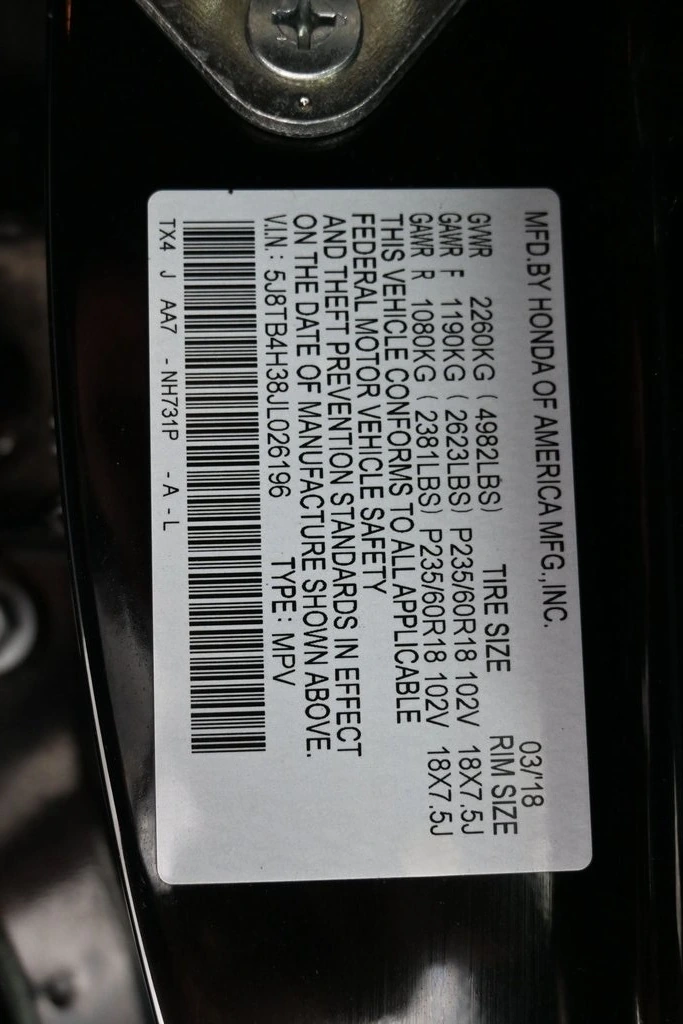 MFD.BY HONDA OF AMERICA MFG., INC. 03/'18
GVWR 2260KG ( 4982LBS) TIRE SIZE RIM SIZE
GAWR F 1190KG ( 2623LBS) P235/60R18 102V 18X7.5J
GAWR R 1080KG ( 2381LBS) P235/60R18 102V 18X7.5J
THIS VEHICLE CONFORMS TO ALL APPLICABLE
FEDERAL MOTOR VEHICLE SAFETY
AND THEFT PREVENTION STANDARDS IN EFFECT
ON THE DATE OF MANUFACTURE SHOWN ABOVE.
V.I.N.: 5J8TB4H38JL026196 TYPE: MPV
TX4 J AA7 - NH731P - A - L